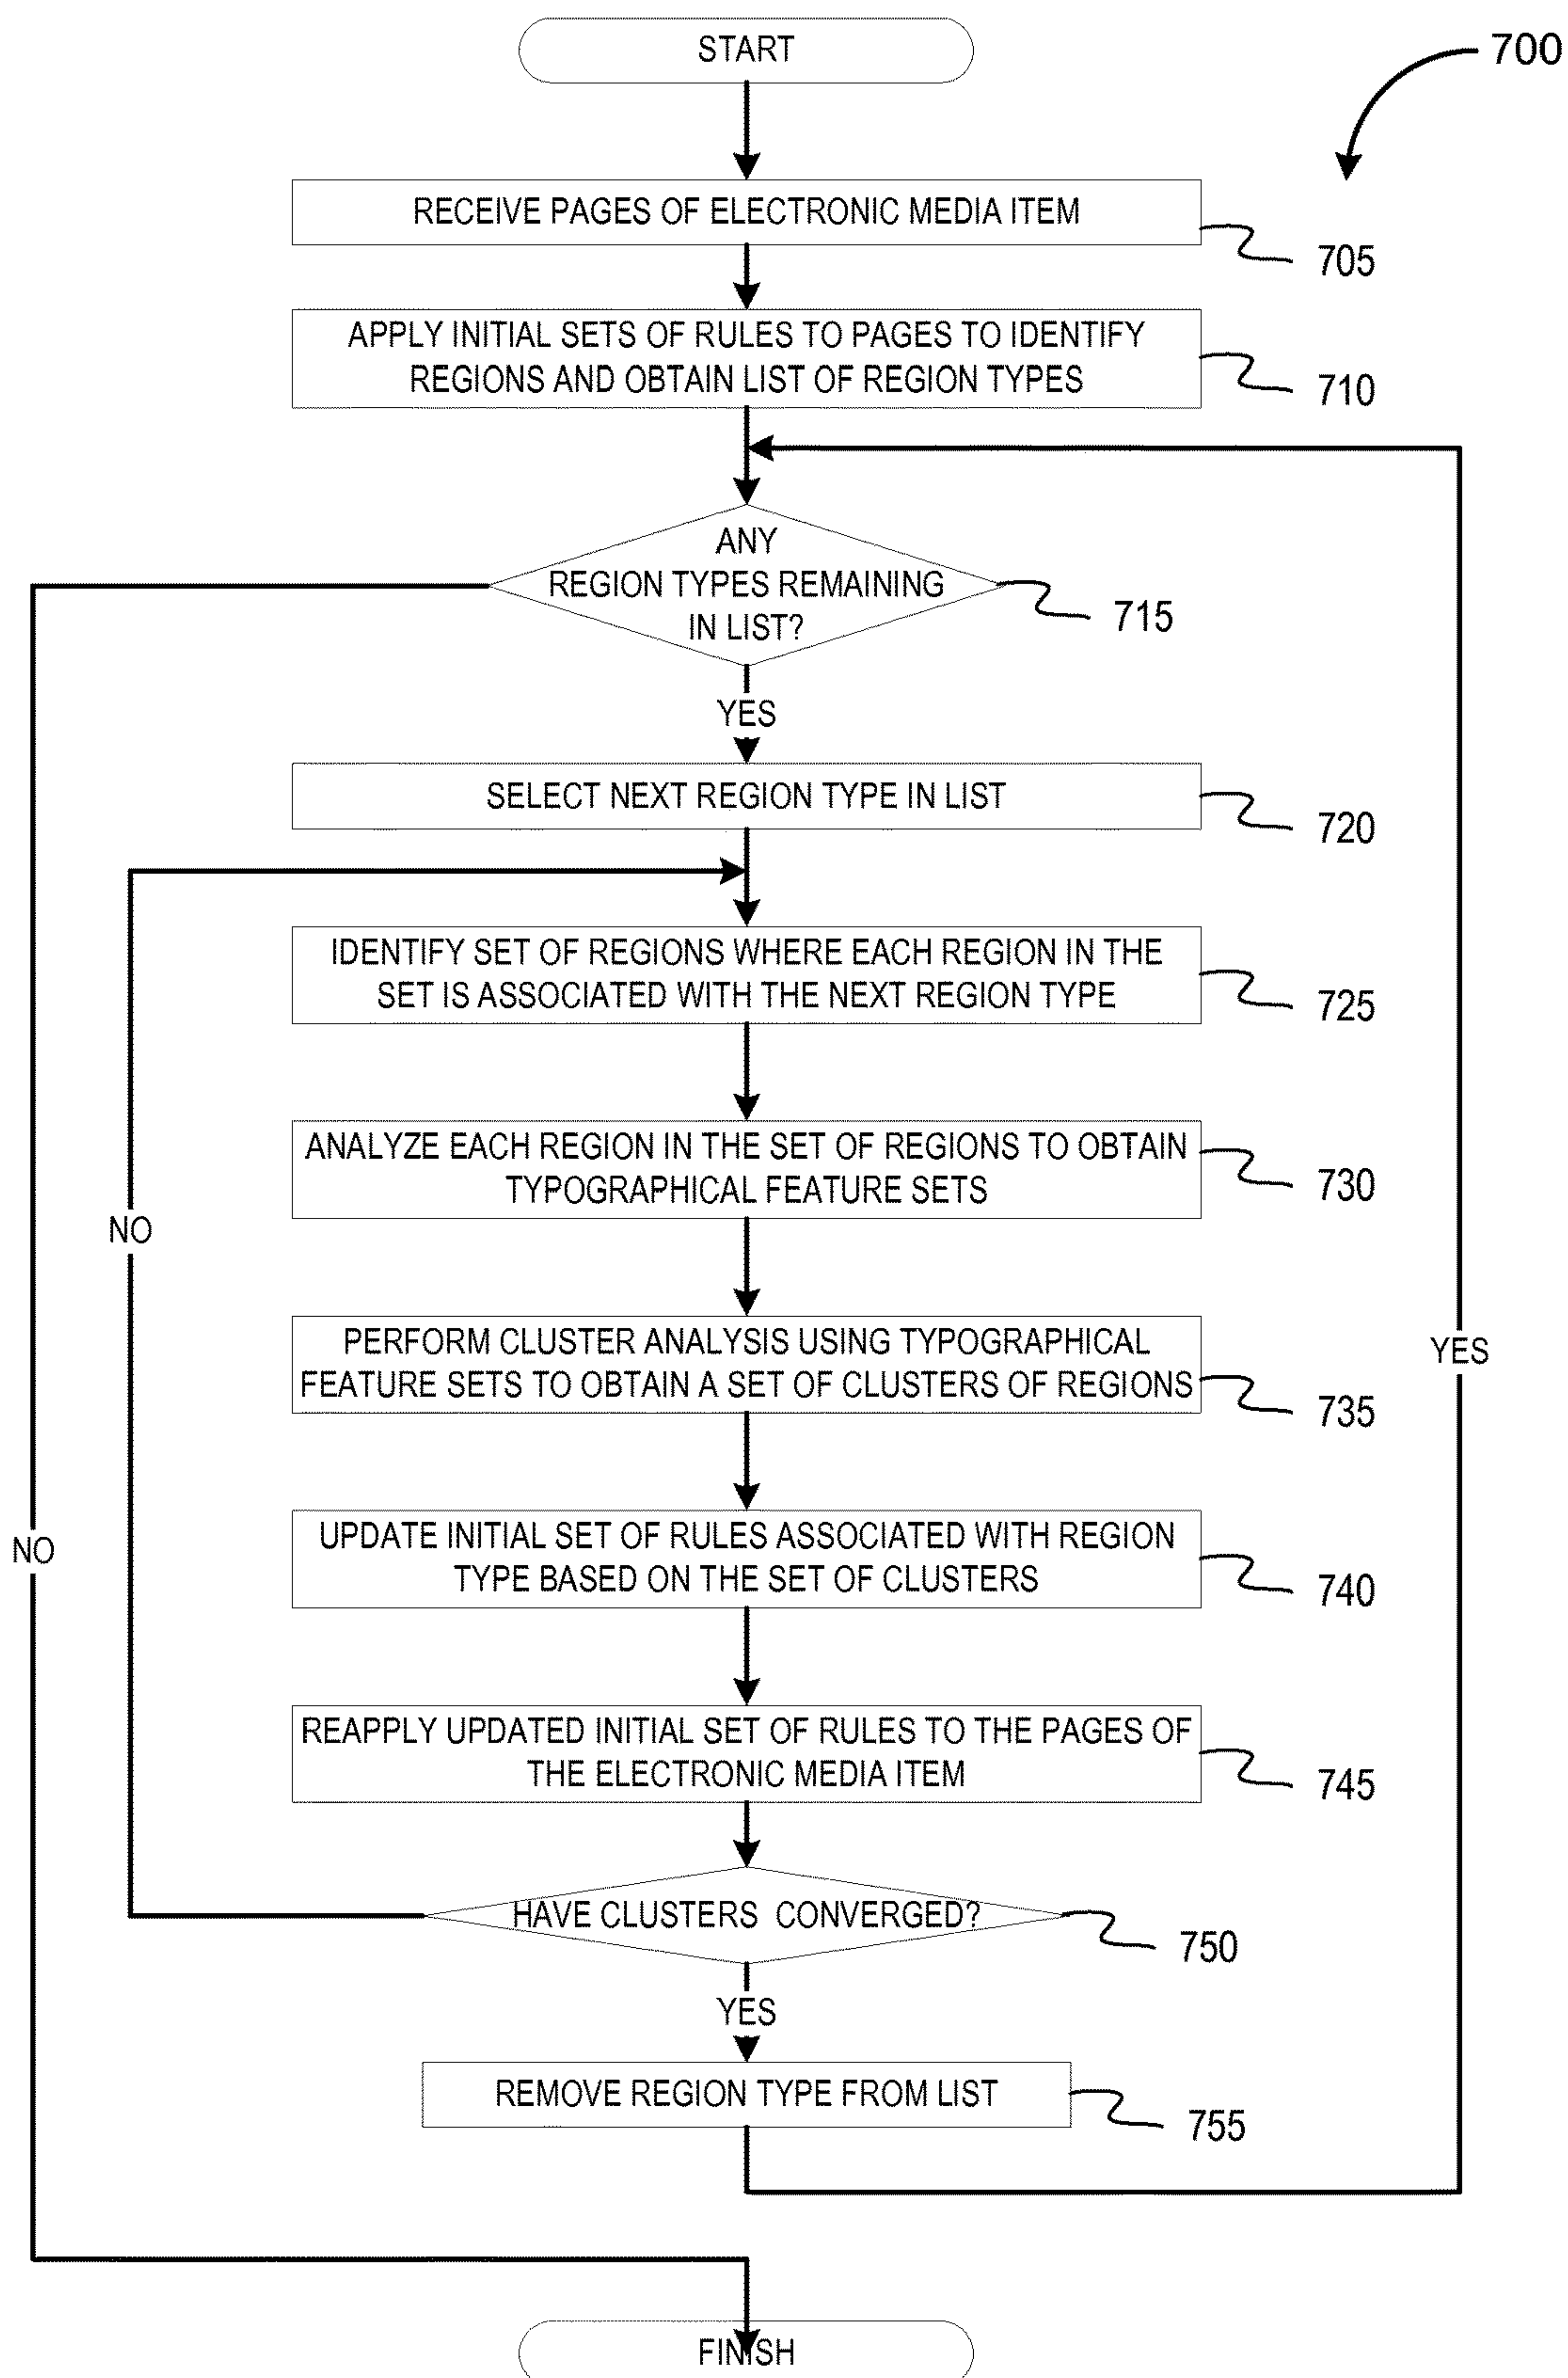 START
700
RECEIVE PAGES OF ELECTRONIC MEDIA ITEM
705
APPLY INITIAL SETS OF RULES TO PAGES TO IDENTIFY
REGIONS AND OBTAIN LIST OF REGION TYPES
710
ANY
REGION TYPES REMAINING
IN LIST?
715
YES
SELECT NEXT REGION TYPE IN LIST
720
IDENTIFY SET OF REGIONS WHERE EACH REGION IN THE
SET IS ASSOCIATED WITH THE NEXT REGION TYPE
725
ANALYZE EACH REGION IN THE SET OF REGIONS TO OBTAIN
TYPOGRAPHICAL FEATURE SETS
730
NO
PERFORM CLUSTER ANALYSIS USING TYPOGRAPHICAL
FEATURE SETS TO OBTAIN A SET OF CLUSTERS OF REGIONS
735
YES
UPDATE INITIAL SET OF RULES ASSOCIATED WITH REGION
TYPE BASED ON THE SET OF CLUSTERS
740
NO
REAPPLY UPDATED INITIAL SET OF RULES TO THE PAGES OF
THE ELECTRONIC MEDIA ITEM
745
HAVE CLUSTERS CONVERGED?
750
YES
REMOVE REGION TYPE FROM LIST
755
FINISH